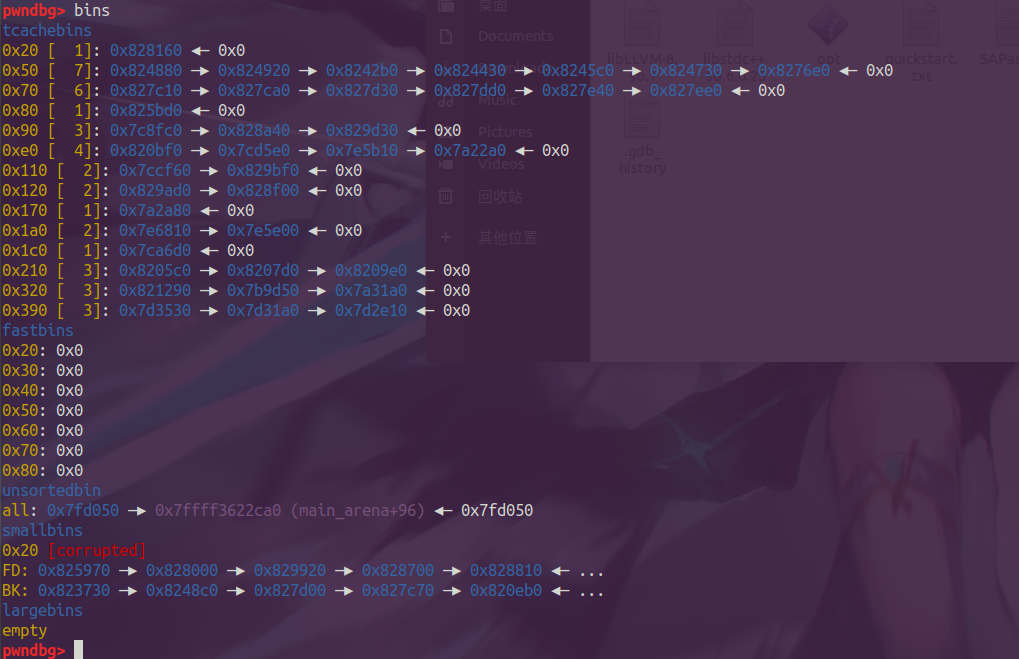 pwndbg> bins
tcachebins
0x20 [  1]: 0x828160 ◂— 0x0
0x50 [  7]: 0x824880 —▸ 0x824920 —▸ 0x8242b0 —▸ 0x824430 —▸ 0x8245c0 —▸ 0x824730 —▸ 0x8276e0 ◂— 0x0
0x70 [  6]: 0x827c10 —▸ 0x827ca0 —▸ 0x827d30 —▸ 0x827dd0 —▸ 0x827e40 —▸ 0x827ee0 ◂— 0x0
0x80 [  1]: 0x825bd0 ◂— 0x0
0x90 [  3]: 0x7c8fc0 —▸ 0x828a40 —▸ 0x829d30 ◂— 0x0
0xe0 [  4]: 0x820bf0 —▸ 0x7cd5e0 —▸ 0x7e5b10 —▸ 0x7a22a0 ◂— 0x0
0x110 [  2]: 0x7ccf60 —▸ 0x829bf0 ◂— 0x0
0x120 [  2]: 0x829ad0 —▸ 0x828f00 ◂— 0x0
0x170 [  1]: 0x7a2a80 ◂— 0x0
0x1a0 [  2]: 0x7e6810 —▸ 0x7e5e00 ◂— 0x0
0x1c0 [  1]: 0x7ca6d0 ◂— 0x0
0x210 [  3]: 0x8205c0 —▸ 0x8207d0 —▸ 0x8209e0 ◂— 0x0
0x320 [  3]: 0x821290 —▸ 0x7b9d50 —▸ 0x7a31a0 ◂— 0x0
0x390 [  3]: 0x7d3530 —▸ 0x7d31a0 —▸ 0x7d2e10 ◂— 0x0
fastbins
0x20: 0x0
0x30: 0x0
0x40: 0x0
0x50: 0x0
0x60: 0x0
0x70: 0x0
0x80: 0x0
unsortedbin
all: 0x7fd050 —▸ 0x7ffff3622ca0 (main_arena+96) ◂— 0x7fd050
smallbins
0x20 [corrupted]
FD: 0x825970 —▸ 0x828000 —▸ 0x829920 —▸ 0x828700 —▸ 0x828810 ◂— ...
BK: 0x823730 —▸ 0x8248c0 —▸ 0x827d00 —▸ 0x827c70 —▸ 0x820eb0 ◂— ...
largebins
empty
pwndbg>
桌面
Documents
Music
Pictures
Videos
回收站
其他位置
opt
quickstart.
txt
.gdb_
history